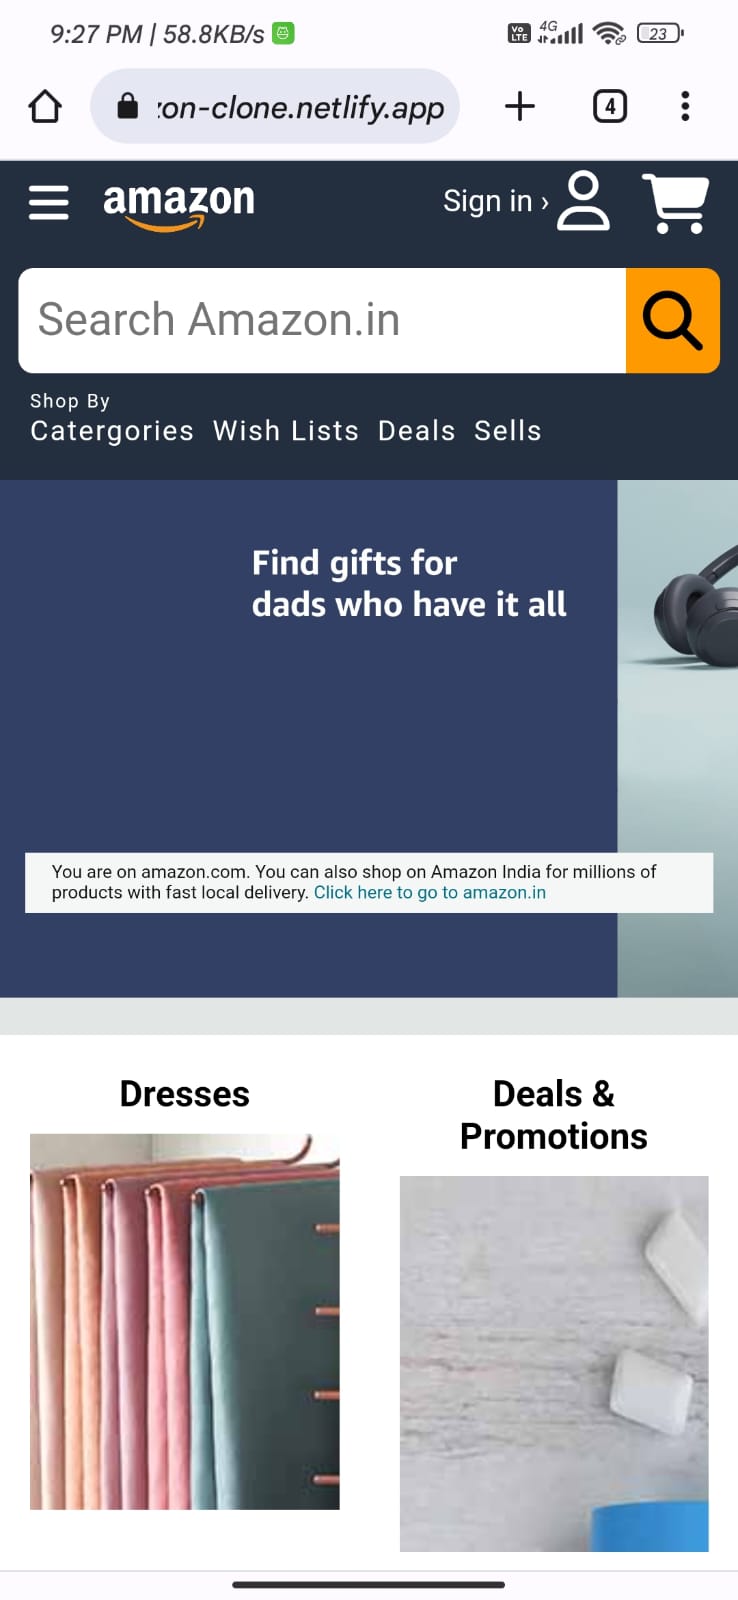 9:27 PM | 58.8KB/s
Vo LTE
4G
23
:on-clone.netlify.app
4
amazon
Sign in ›
Search Amazon.in
Shop By
Catergories Wish Lists Deals Sells
Find gifts for
dads who have it all
You are on amazon.com. You can also shop on Amazon India for millions of
products with fast local delivery. Click here to go to amazon.in
Dresses
Deals &
Promotions